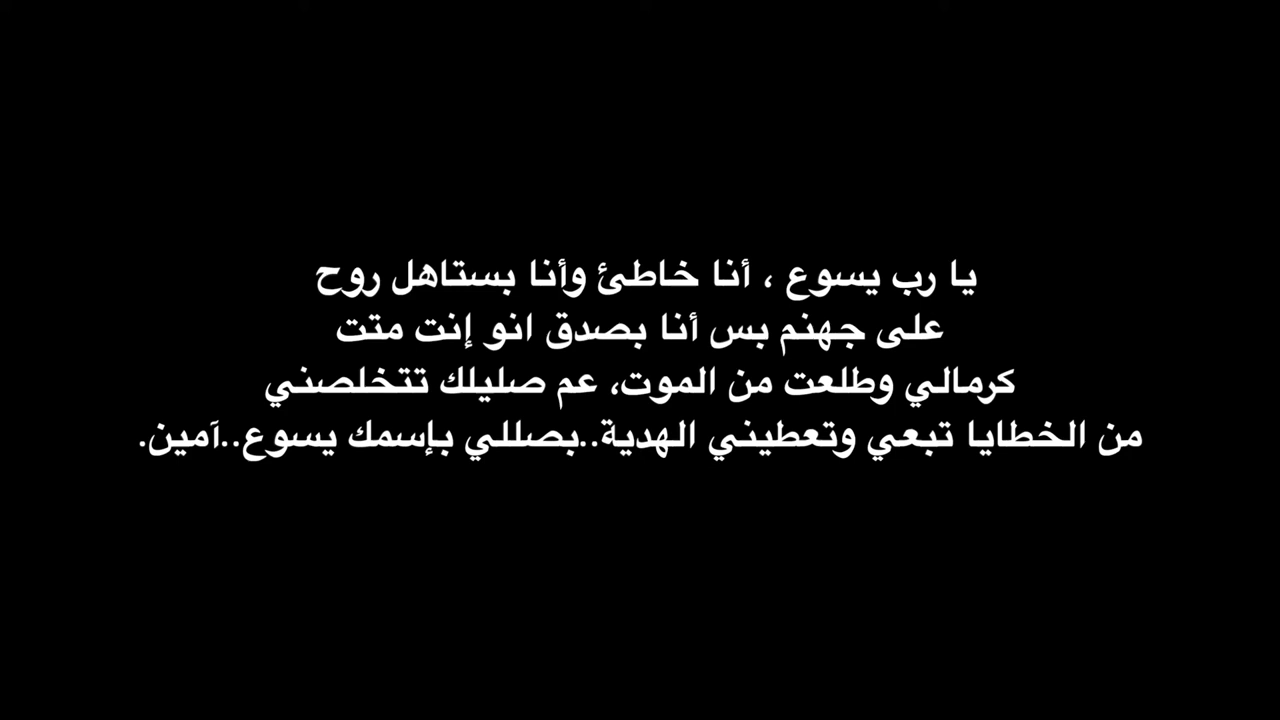 يا رب يسوع ، أنا خاطئ وأنا بستاهل روح
على جهنم بس أنا بصدق انو إنت متت
كرمالي وطلعت من الموت، عم صليلك تتخلصني
من الخطايا تبعي وتعطيني الهدية..بصللي بإسمك يسوع..آمين.